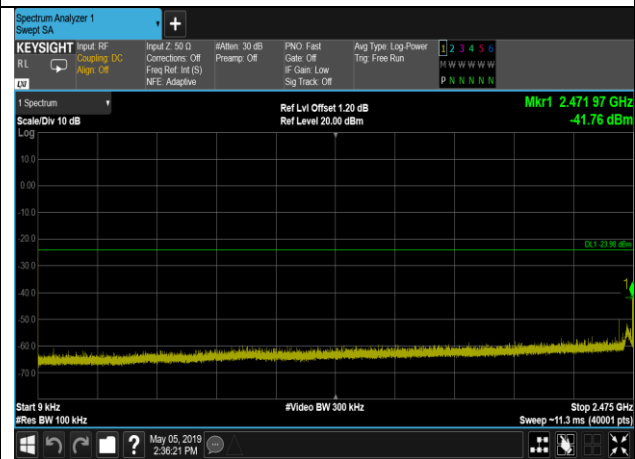 Spectrum Analyzer 1
Swept SA
+
KEYSIGHT Input: RF Input Z: 50 Ω #Atten: 30 dB PNO: Fast Avg Type: Log-Power 1 2 3 4 5 6
RL Coupling: DC Corrections: Off Preamp: Off Gate: Off Trig: Free Run M W W W W W
Align: Off Freq Ref: Int (S) IF Gain: Low
LXI NFE: Adaptive Sig Track: Off P N N N N N
1 Spectrum Ref Lvl Offset 1.20 dB Mkr1 2.471 97 GHz
Scale/Div 10 dB Ref Level 20.00 dBm -41.76 dBm
Log
10.0
0.00
-10.0
-20.0
DL1 -23.98 dBm
-30.0
1
-40.0
-50.0
-60.0
-70.0
Start 9 kHz #Video BW 300 kHz Stop 2.475 GHz
#Res BW 100 kHz Sweep ~11.3 ms (40001 pts)
? May 05, 2019
2:36:21 PM